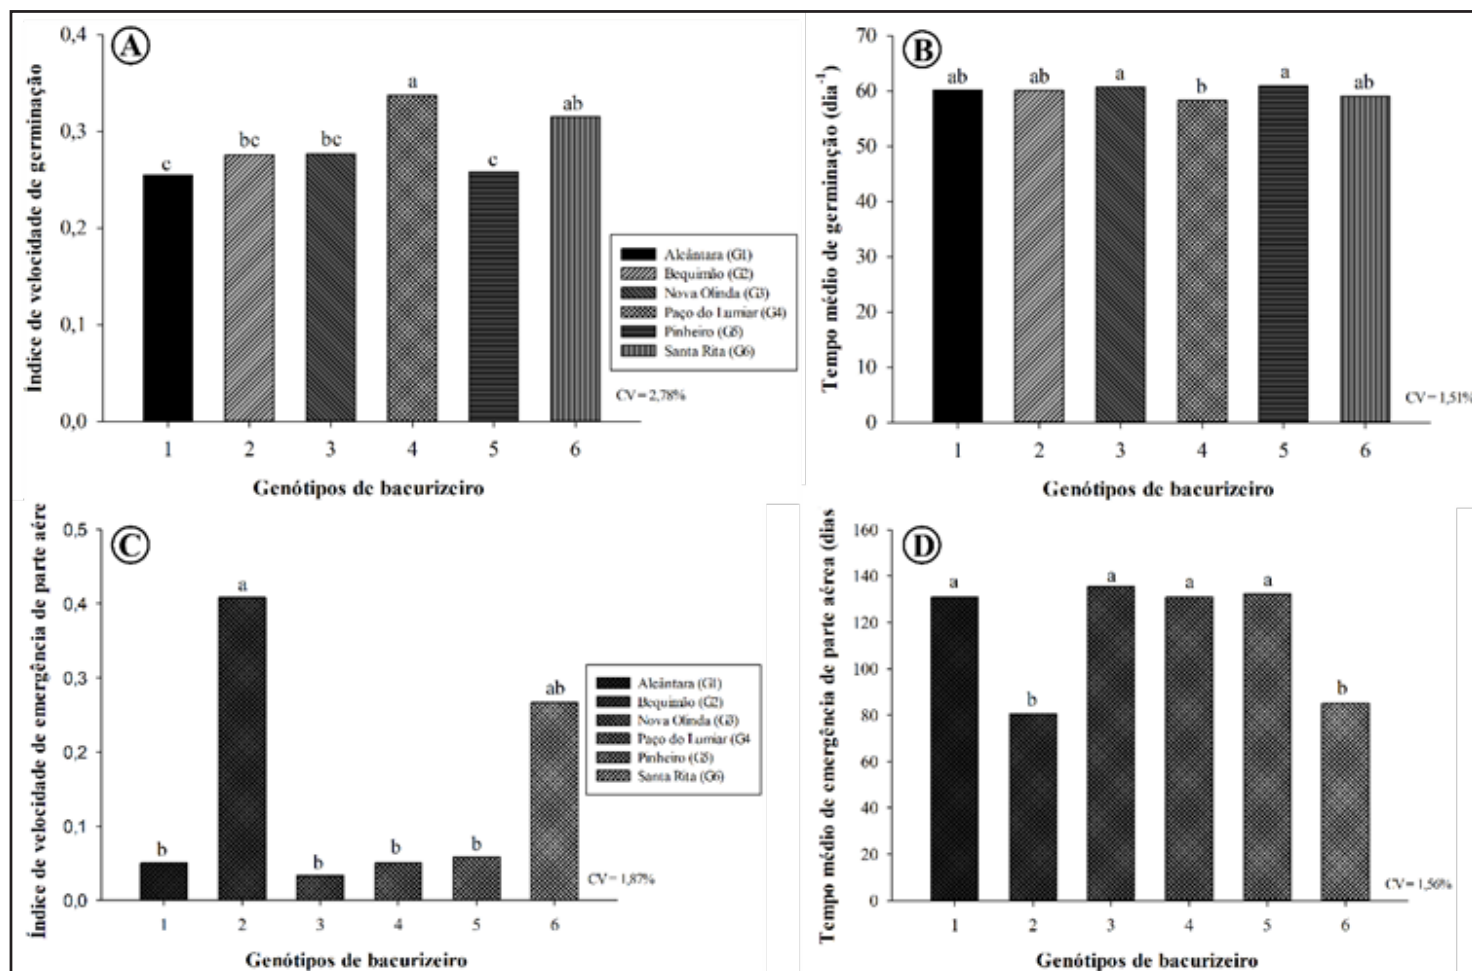 A
Índice de velocidade de germinação
0,4
0,3
0,2
0,1
0,0
c
bc
bc
a
c
ab
Alcântara (G1)
Bequimão (G2)
Nova Olinda (G3)
Paço do Lumiar (G4)
Pinheiro (G5)
Santa Rita (G6)
CV = 2,78%
1 2 3 4 5 6
Genótipos de bacurizeiro
B
Tempo médio de germinação (dia⁻¹)
70
60
50
40
30
20
10
0
ab
ab
a
b
a
ab
CV = 1,51%
1 2 3 4 5 6
Genótipos de bacurizeiro
C
Índice de velocidade de emergência de parte aére
0,5
0,4
0,3
0,2
0,1
0,0
b
a
b
b
b
ab
Alcântara (G1)
Bequimão (G2)
Nova Olinda (G3)
Paço do Lumiar (G4
Pinheiro (G5)
Santa Rita (G6)
CV = 1,87%
1 2 3 4 5 6
Genótipos de bacurizeiro
D
Tempo médio de emergência de parte aérea (dias
160
140
120
100
80
60
40
20
0
a
b
a
a
a
b
CV = 1,56%
1 2 3 4 5 6
Genótipos de bacurizeiro